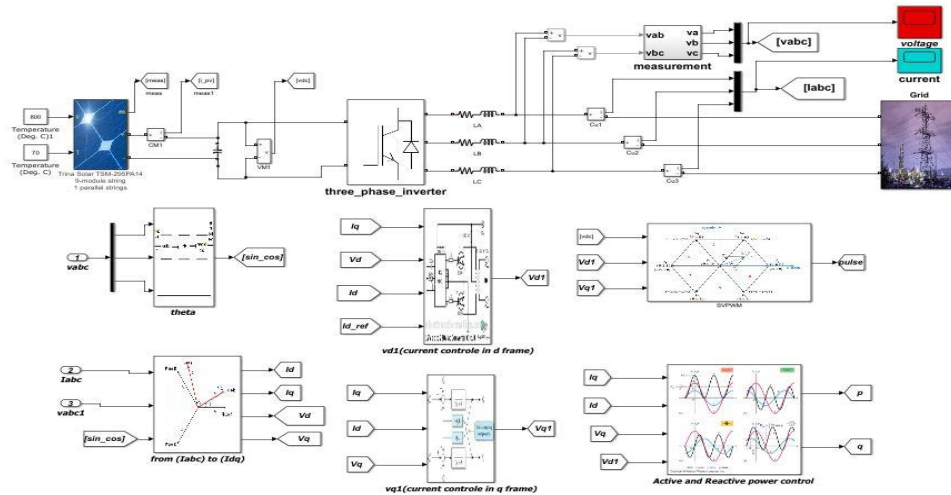 voltage
current
Grid
va
vb
vc
vab
vbc
measurement
[vabc]
[Iabc]
[meas]
meas
[i_pv]
meas1
[vdc]
600
Temperature
(Deg. C)1
70
Temperature
(Deg. C)
CM1
VM1
Trina Solar TSM-295PA14
9-module string
1 parallel strings
three_phase_inverter
LA
LB
LC
Cu1
Cu2
Cu3
1
vabc
[sin_cos]
theta
Iq
Vd
Id
Id_ref
Vd1
vd1(current controle in d frame)
[vdc]
Vd1
Vq1
pulse
SVPWM
2
Iabc
3
vabc1
[sin_cos]
Id
Iq
Vd
Vq
from (Iabc) to (Idq)
Iq
Id
Vq
Vq1
vq1(current controle in q frame)
Iq
Id
Vq
Vd1
p
q
Active and Reactive power control